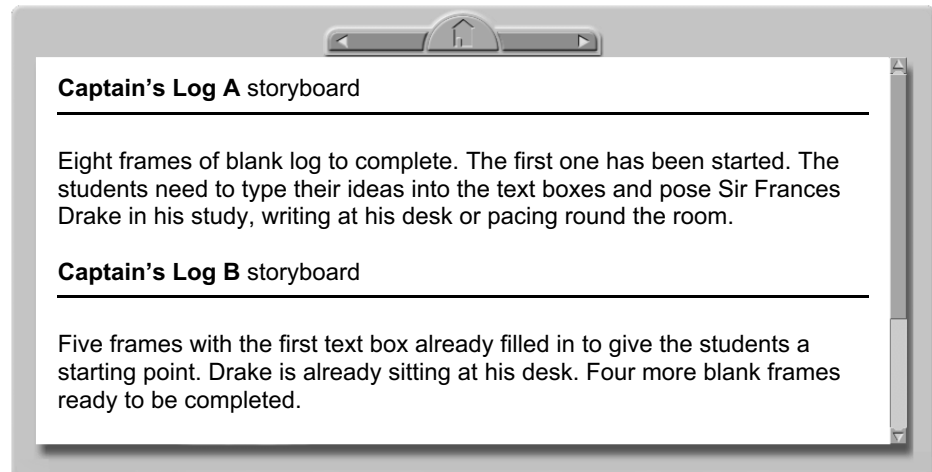 Captain’s Log A storyboard
Eight frames of blank log to complete. The first one has been started. The
students need to type their ideas into the text boxes and pose Sir Frances
Drake in his study, writing at his desk or pacing round the room.
Captain’s Log B storyboard
Five frames with the first text box already filled in to give the students a
starting point. Drake is already sitting at his desk. Four more blank frames
ready to be completed.